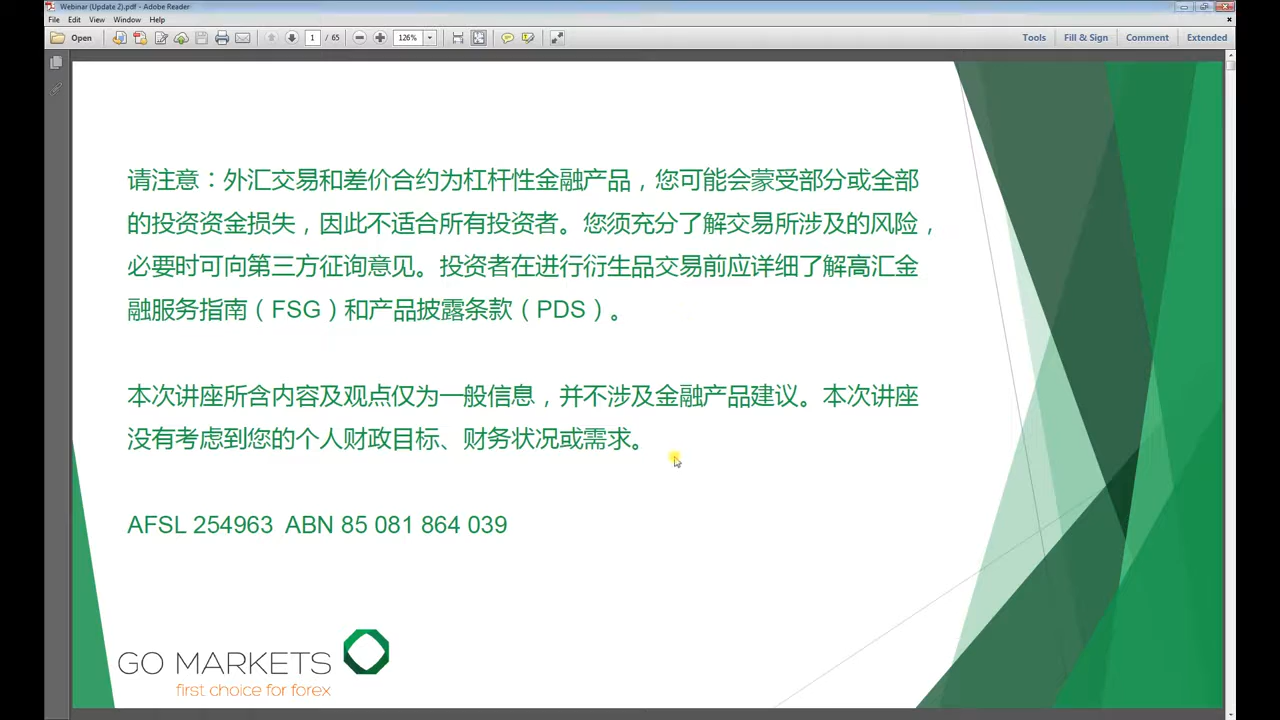 Webinar (Update 2).pdf - Adobe Reader
File Edit View Window Help
Open 1 / 65 126% Tools Fill & Sign Comment Extended
请注意：外汇交易和差价合约为杠杆性金融产品，您可能会蒙受部分或全部
的投资资金损失，因此不适合所有投资者。您须充分了解交易所涉及的风险，
必要时可向第三方征询意见。投资者在进行衍生品交易前应详细了解高汇金
融服务指南（FSG）和产品披露条款（PDS）。
本次讲座所含内容及观点仅为一般信息，并不涉及金融产品建议。本次讲座
没有考虑到您的个人财政目标、财务状况或需求。
AFSL 254963 ABN 85 081 864 039
GO MARKETS
first choice for forex